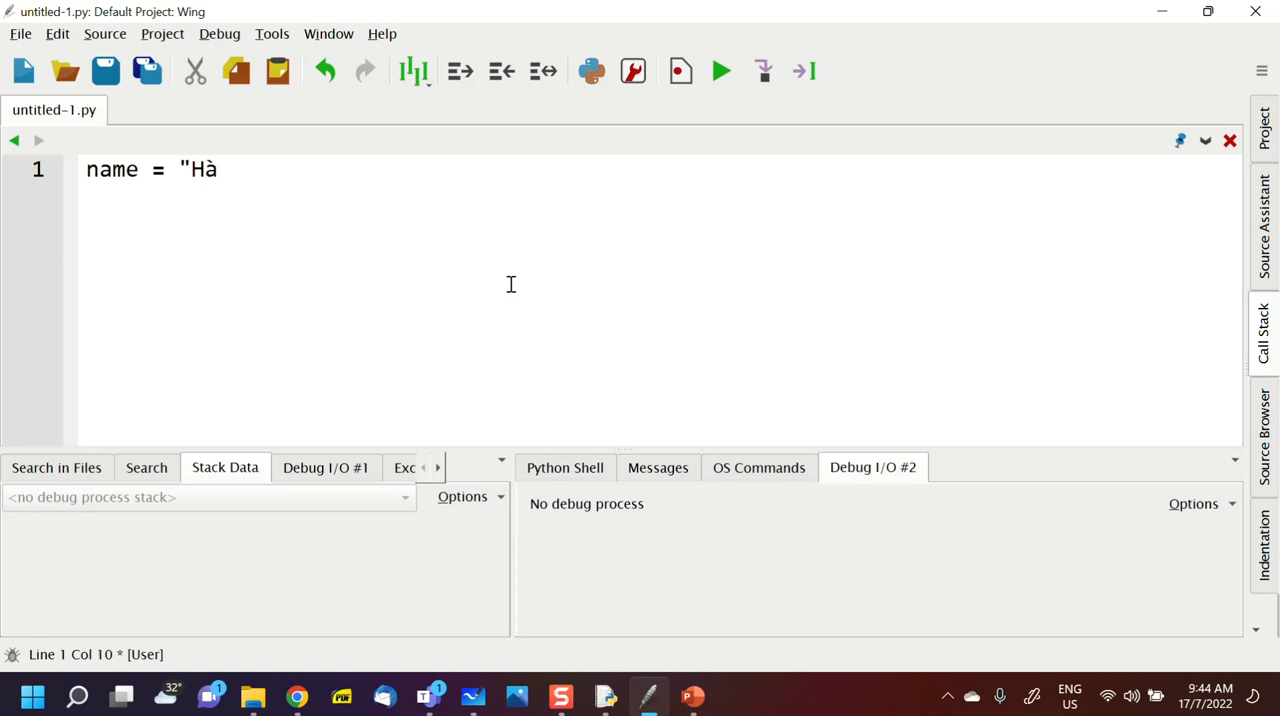 untitled-1.py: Default Project: Wing
File Edit Source Project Debug Tools Window Help
untitled-1.py
1 name = "Hà
Project
Source Assistant
Call Stack
Source Browser
Indentation
Search in Files Search Stack Data Debug I/O #1 Exc
<no debug process stack> Options
Python Shell Messages OS Commands Debug I/O #2
No debug process Options
Line 1 Col 10 * [User]
32° 1 1 PDF S T P
ENG
US
9:44 AM
17/7/2022